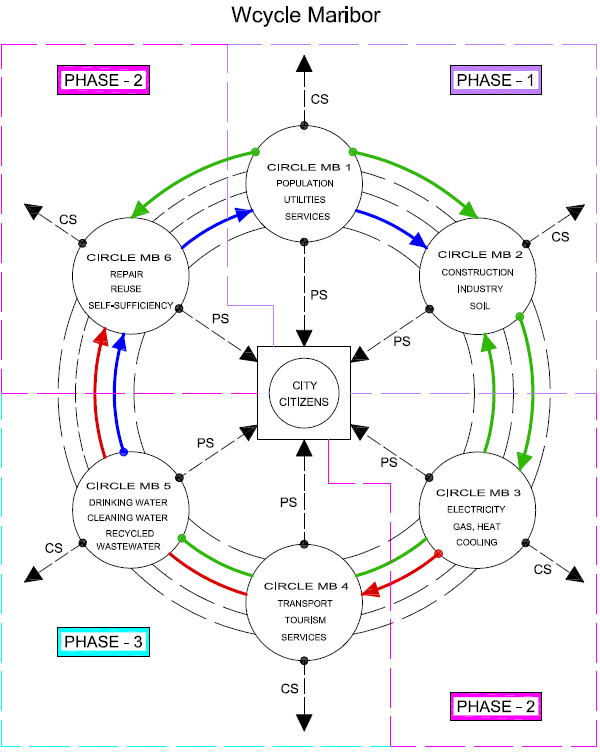 Wcycle Maribor
PHASE - 2
PHASE - 1
CS
CIRCLE MB 1
POPULATION
UTILITIES
SERVICES
CS
CS
CIRCLE MB 6
REPAIR
REUSE
SELF-SUFFICIENCY
CIRCLE MB 2
CONSTRUCTION
INDUSTRY
SOIL
PS
PS
PS
CITY
CITIZENS
PS
PS
PS
CIRCLE MB 5
DRINKING WATER
CLEANING WATER
RECYCLED
WASTEWATER
CIRCLE MB 3
ELECTRICITY
GAS, HEAT
COOLING
CS
CS
CIRCLE MB 4
TRANSPORT
TOURISM
SERVICES
PHASE - 3
CS
PHASE - 2